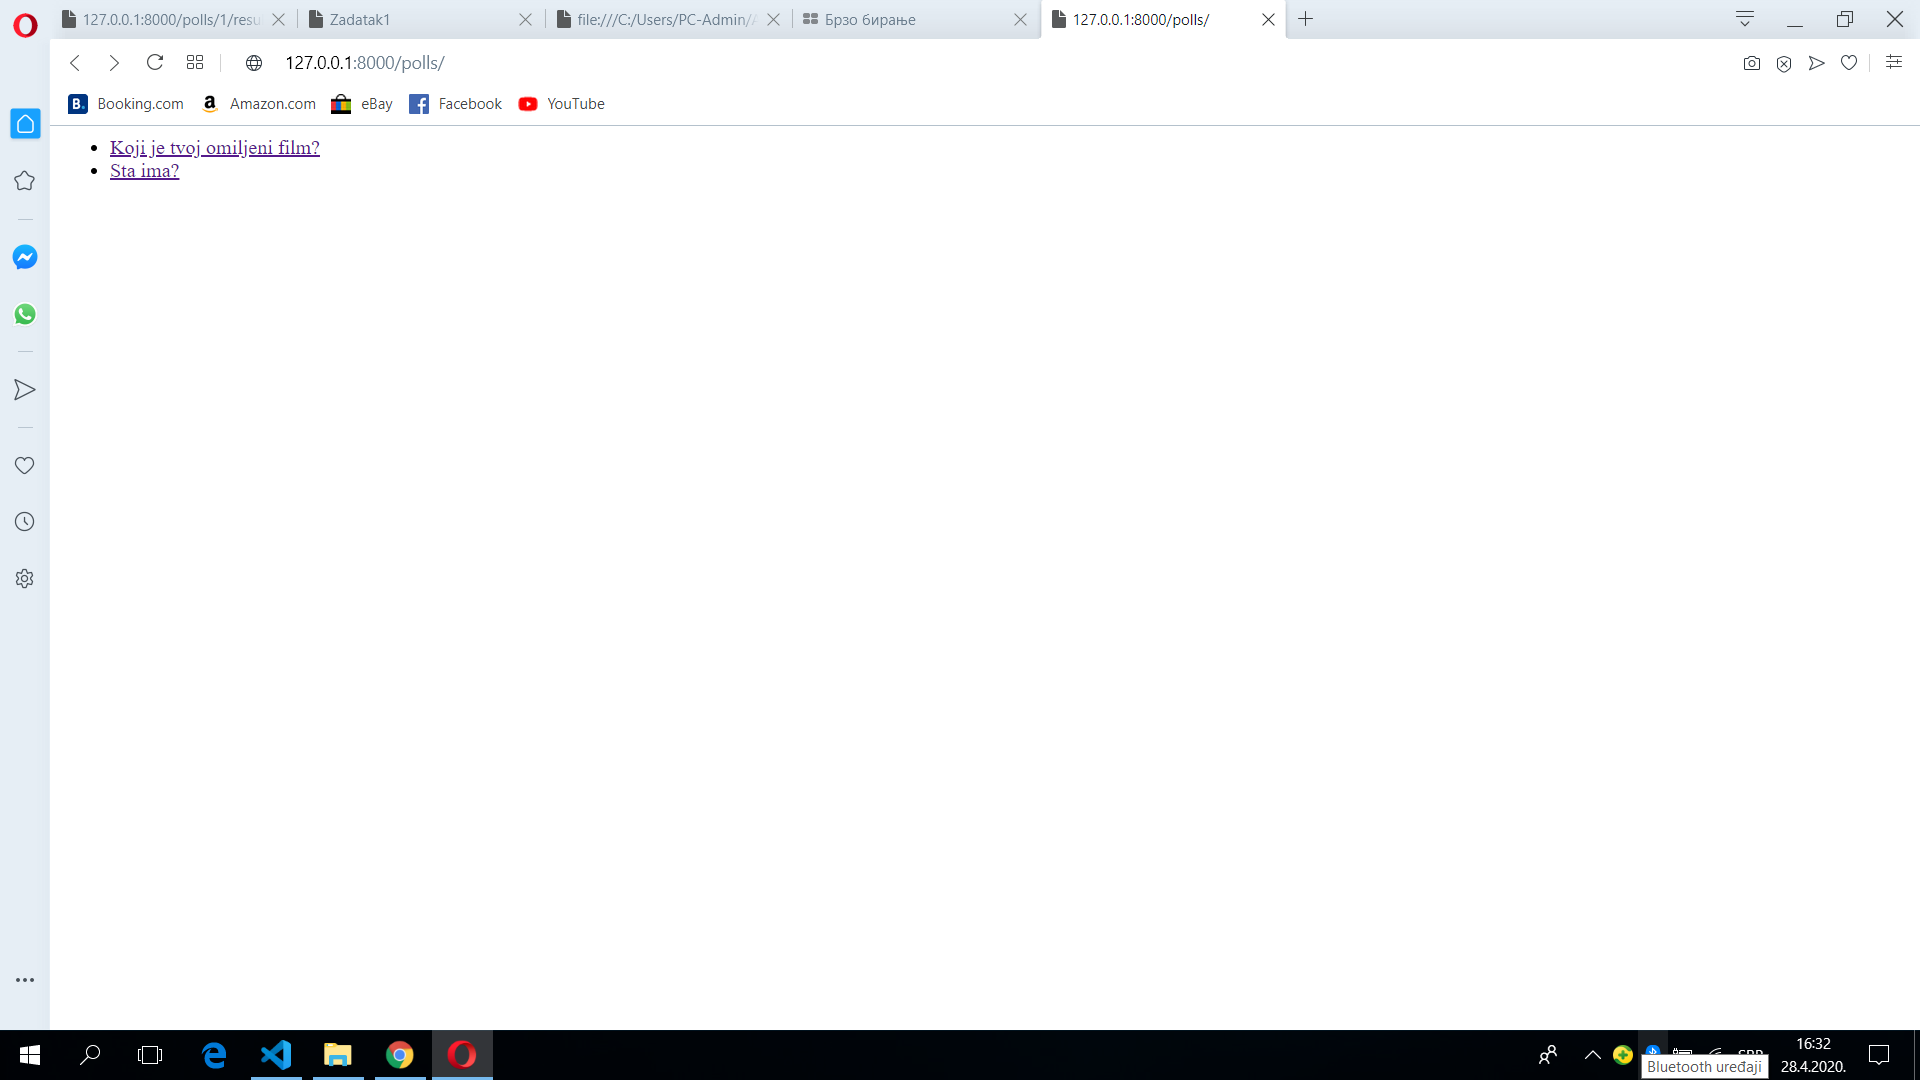 127.0.0.1:8000/polls/1/resu
Zadatak1
file:///C:/Users/PC-Admin/
Брзо бирање
127.0.0.1:8000/polls/
127.0.0.1:8000/polls/
Booking.com
Amazon.com
eBay
Facebook
YouTube
Koji je tvoj omiljeni film?
Sta ima?
16:32
28.4.2020.
Bluetooth uređaji